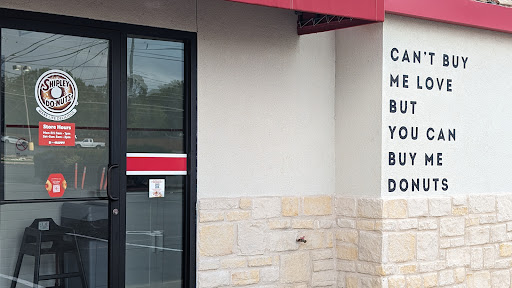 SHIPLEY
DO-NUTS
Store Hours
CAN'T BUY
ME LOVE
BUT
YOU CAN
BUY ME
DONUTS